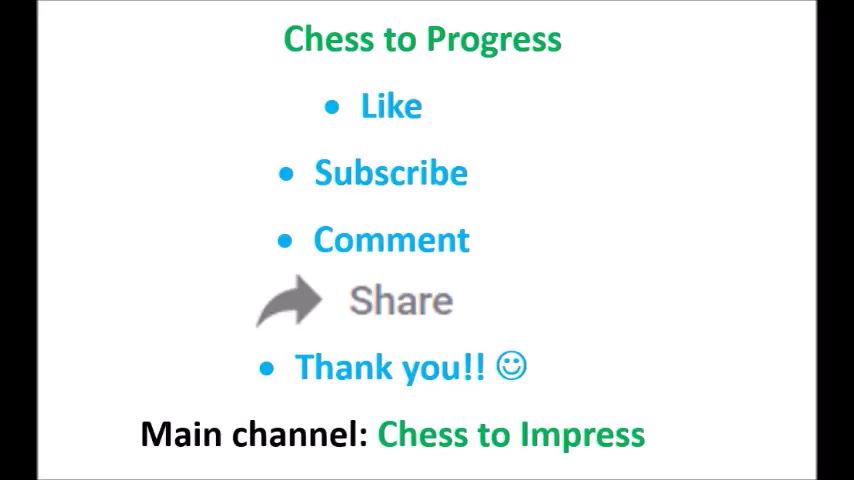 Chess to Progress
• Like
• Subscribe
• Comment
Share
• Thank you!! ☺
Main channel: Chess to Impress